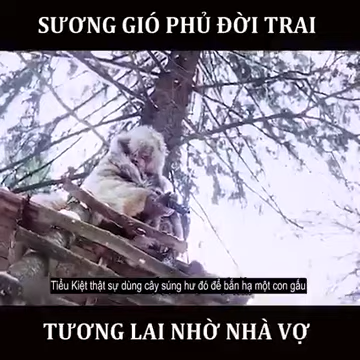 SƯƠNG GIÓ PHỦ ĐỜI TRAI
Tiểu Kiệt thật sự dùng cây súng hư đó để bắn hạ một con gấu
TƯƠNG LAI NHỜ NHÀ VỢ